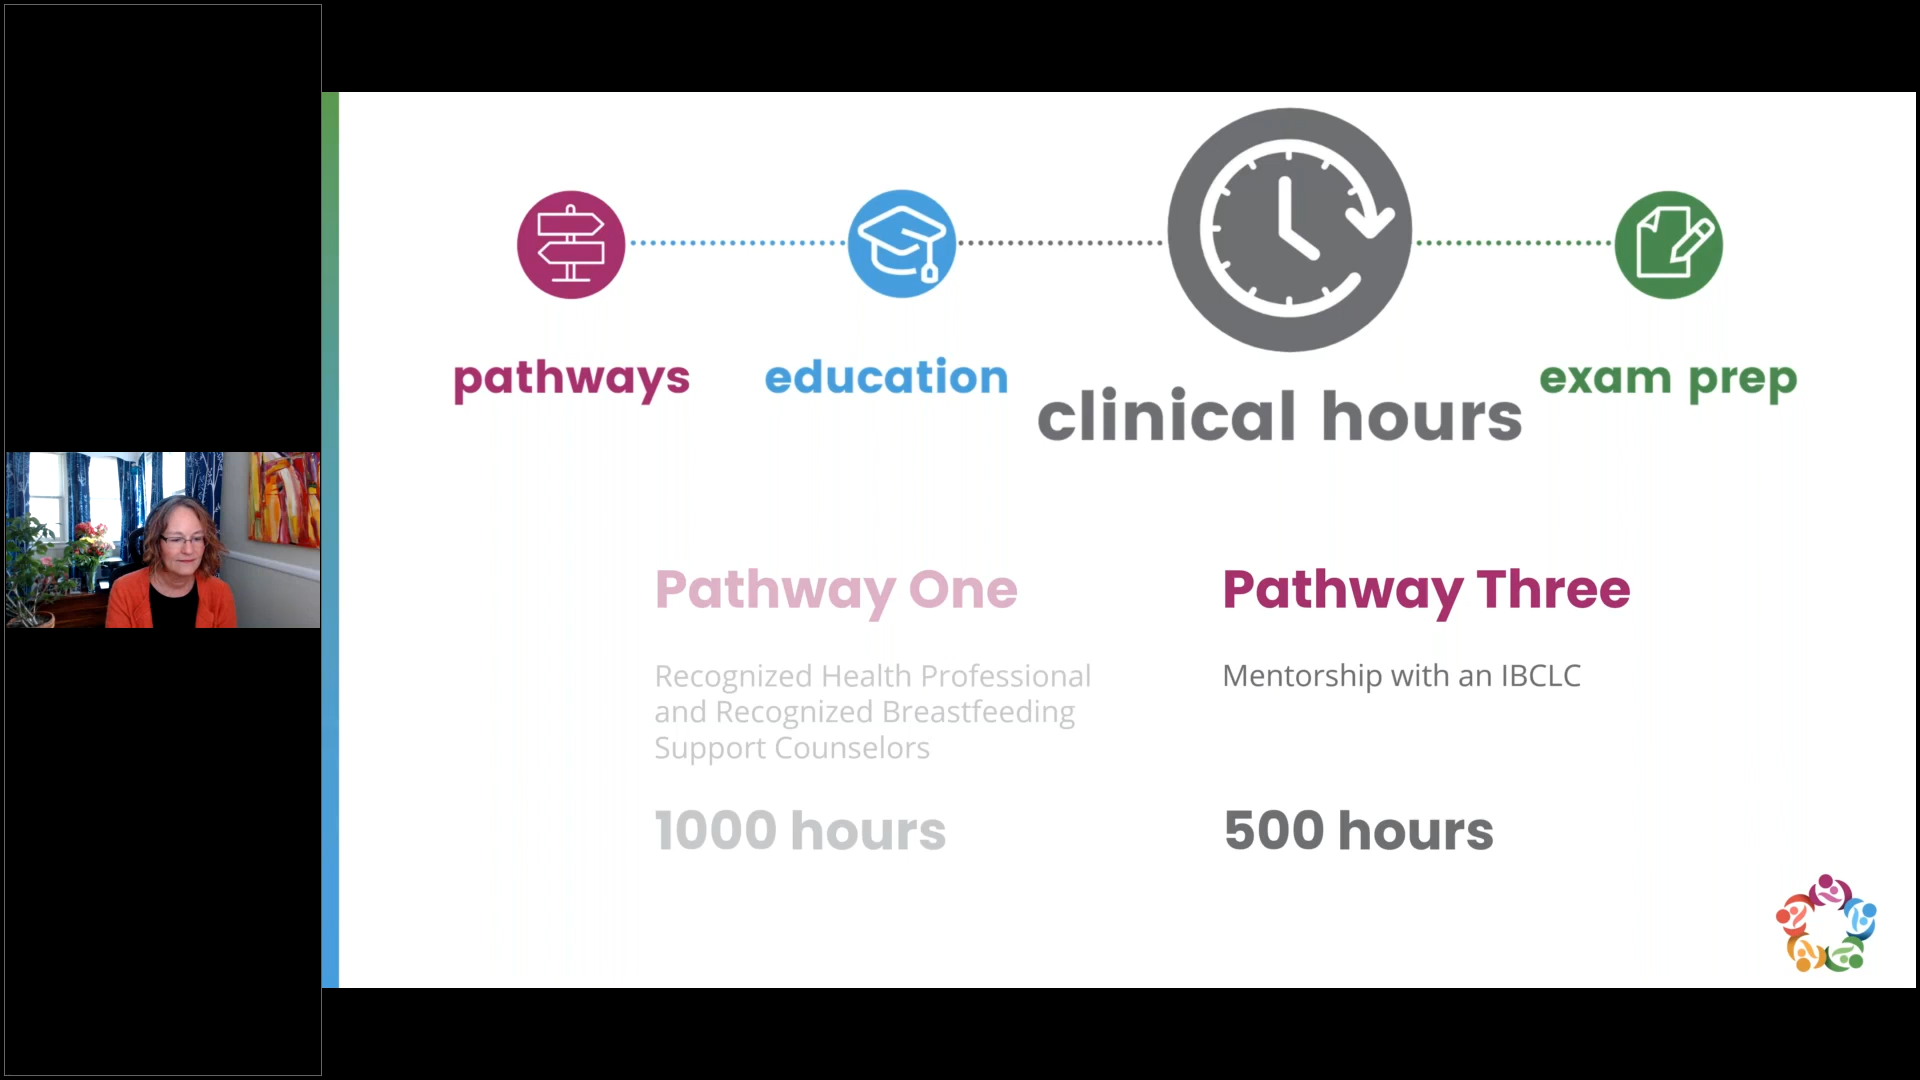 pathways
education
clinical hours
exam prep
Pathway One
Recognized Health Professional
and Recognized Breastfeeding
Support Counselors
1000 hours
Pathway Three
Mentorship with an IBCLC
500 hours